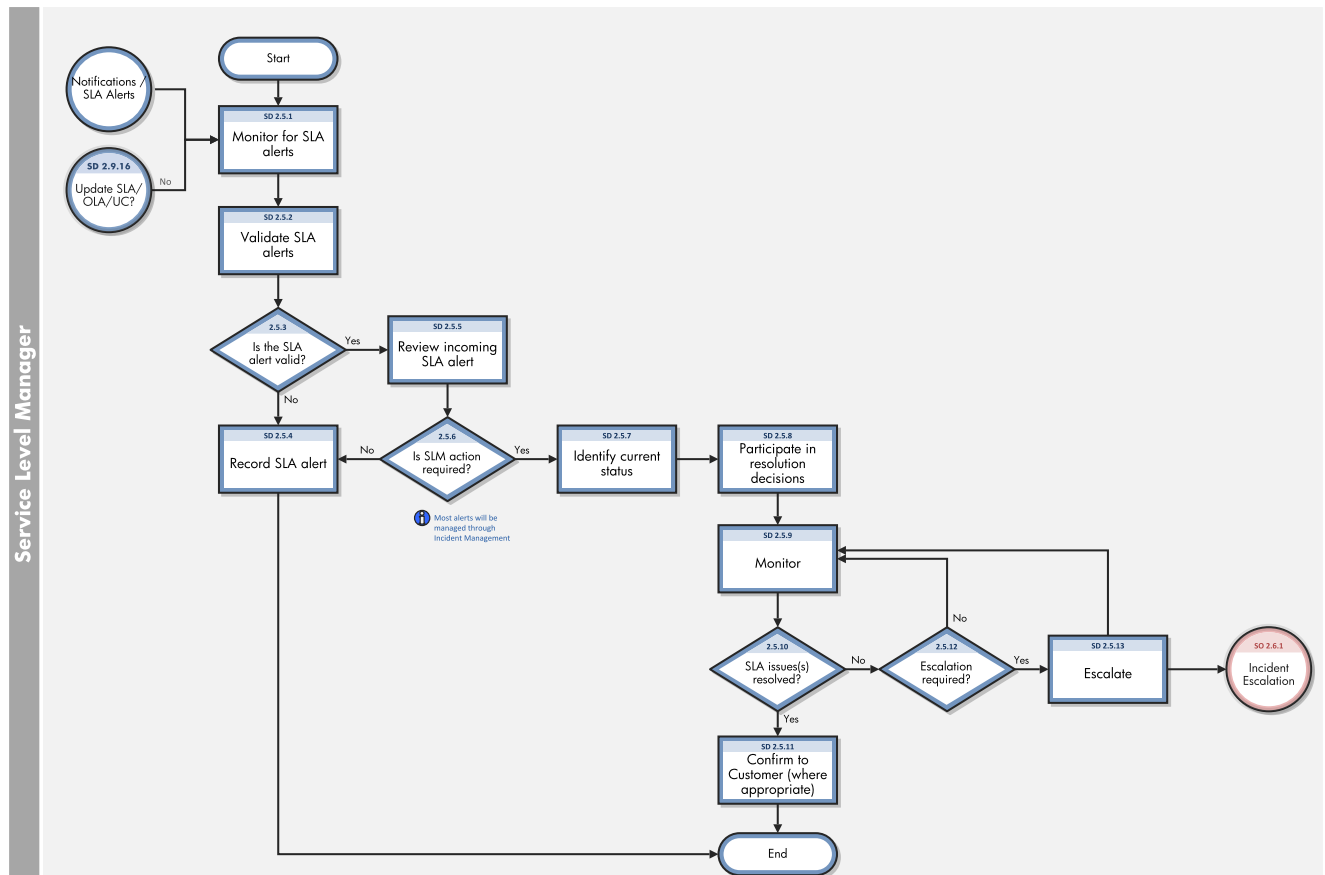 Service Level Manager
Start
Notifications /
SLA Alerts
SD 2.5.1
Monitor for SLA
alerts
SD 2.9.16
Update SLA/
OLA/UC?
No
SD 2.5.2
Validate SLA
alerts
2.5.3
Is the SLA
alert valid?
Yes
No
SD 2.5.5
Review incoming
SLA alert
SD 2.5.4
Record SLA alert
No
2.5.6
Is SLM action
required?
Yes
Most alerts will be
managed through
Incident Management
SD 2.5.7
Identify current
status
SD 2.5.8
Participate in
resolution
decisions
SD 2.5.9
Monitor
2.5.10
SLA issues(s)
resolved?
No
Yes
2.5.12
Escalation
required?
No
Yes
SD 2.5.13
Escalate
SO 2.6.1
Incident
Escalation
SD 2.5.11
Confirm to
Customer (where
appropriate)
End